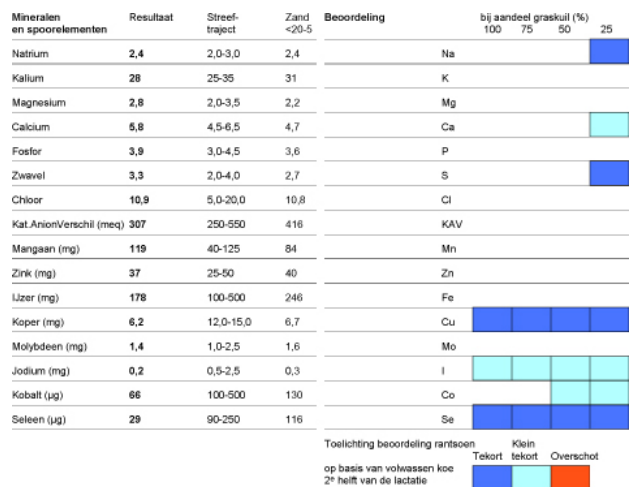 Mineralen en spoorelementen Resultaat Streef-traject Zand <20-5 Beoordeling bij aandeel graskuil (%)
100 75 50 25
Natrium 2,4 2,0-3,0 2,4 Na
Kalium 28 25-35 31 K
Magnesium 2,8 2,0-3,5 2,2 Mg
Calcium 5,8 4,5-6,5 4,7 Ca
Fosfor 3,9 3,0-4,5 3,6 P
Zwavel 3,3 2,0-4,0 2,7 S
Chloor 10,9 5,0-20,0 10,8 Cl
Kat.AnionVerschil (meq) 307 250-550 416 KAV
Mangaan (mg) 119 40-125 84 Mn
Zink (mg) 37 25-50 40 Zn
IJzer (mg) 178 100-500 246 Fe
Koper (mg) 6,2 12,0-15,0 6,7 Cu
Molybdeen (mg) 1,4 1,0-2,5 1,6 Mo
Jodium (mg) 0,2 0,5-2,5 0,3 I
Kobalt (µg) 66 100-500 130 Co
Seleen (µg) 29 90-250 116 Se
Toelichting beoordeling rantsoen
Tekort Klein tekort Overschot
op basis van volwassen koe
2e helft van de lactatie